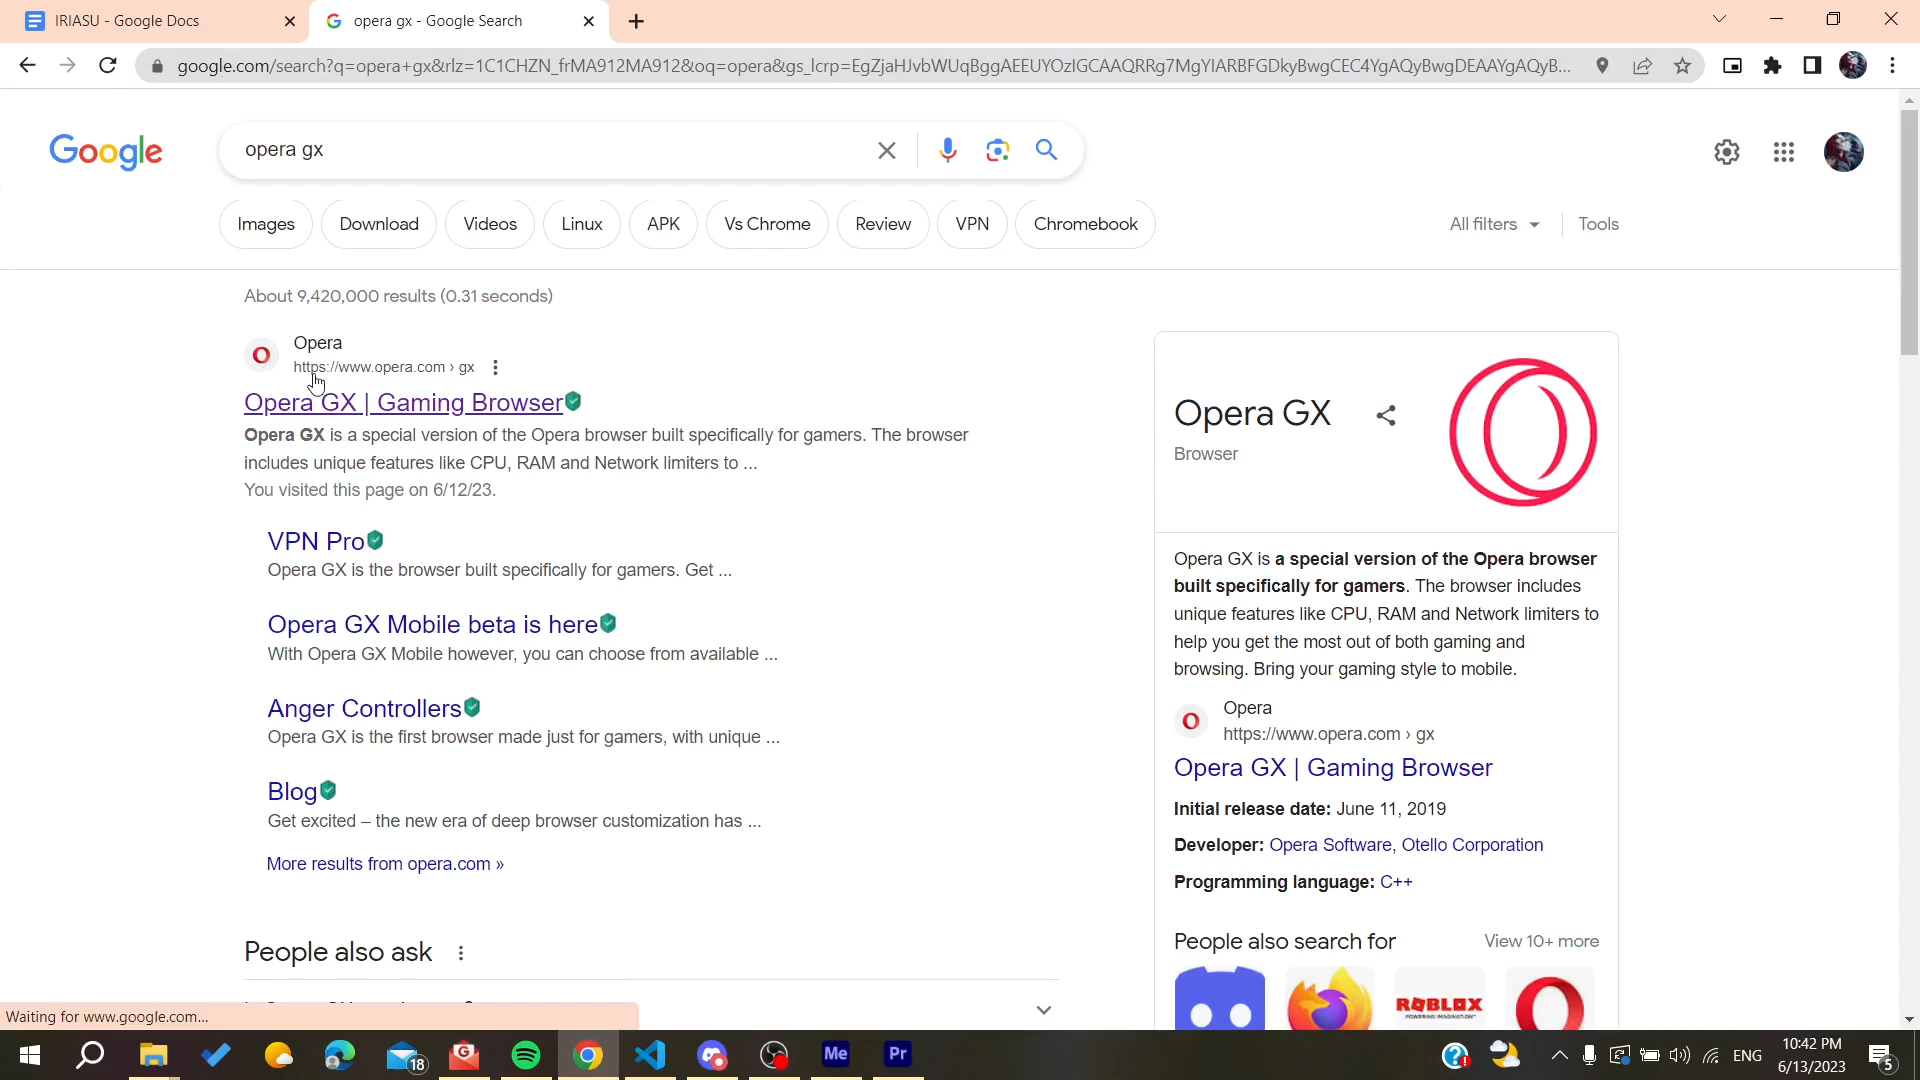 IRIASU - Google Docs
opera gx - Google Search
google.com/search?q=opera+gx&rlz=1C1CHZN_frMA912MA912&oq=opera&gs_lcrp=EgZjaHJvbWUqBggAEEUYOzIGCAAQRRg7MgYIARBFGDkyBwgCEC4YgAQyBwgDEAAYgAQyB...
Google
opera gx
Images
Download
Videos
Linux
APK
Vs Chrome
Review
VPN
Chromebook
All filters
Tools
About 9,420,000 results (0.31 seconds)
Opera
https://www.opera.com › gx
Opera GX | Gaming Browser
Opera GX is a special version of the Opera browser built specifically for gamers. The browser
includes unique features like CPU, RAM and Network limiters to ...
You visited this page on 6/12/23.
VPN Pro
Opera GX is the browser built specifically for gamers. Get ...
Opera GX Mobile beta is here
With Opera GX Mobile however, you can choose from available ...
Anger Controllers
Opera GX is the first browser made just for gamers, with unique ...
Blog
Get excited – the new era of deep browser customization has ...
More results from opera.com »
People also ask
Opera GX
Browser
Opera GX is a special version of the Opera browser
built specifically for gamers. The browser includes
unique features like CPU, RAM and Network limiters to
help you get the most out of both gaming and
browsing. Bring your gaming style to mobile.
Opera
https://www.opera.com › gx
Opera GX | Gaming Browser
Initial release date: June 11, 2019
Developer: Opera Software, Otello Corporation
Programming language: C++
People also search for
View 10+ more
ROBLOX
POWERING IMAGINATION
Waiting for www.google.com...
18
Me
Pr
ENG
10:42 PM
6/13/2023
5